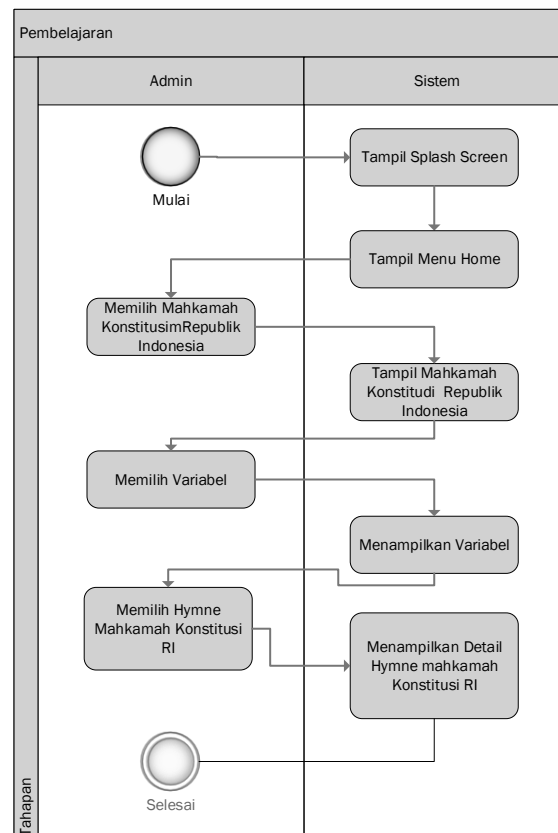 Pembelajaran
Admin
Sistem
Mulai
Tampil Splash Screen
Tampil Menu Home
Memilih Mahkamah
KonstitusimRepublik
Indonesia
Tampil Mahkamah
Konstitudi  Republik
Indonesia
Memilih Variabel
Menampilkan Variabel
Memilih Hymne
Mahkamah Konstitusi
RI
Menampilkan Detail
Hymne mahkamah
Konstitusi RI
Selesai
Tahapan